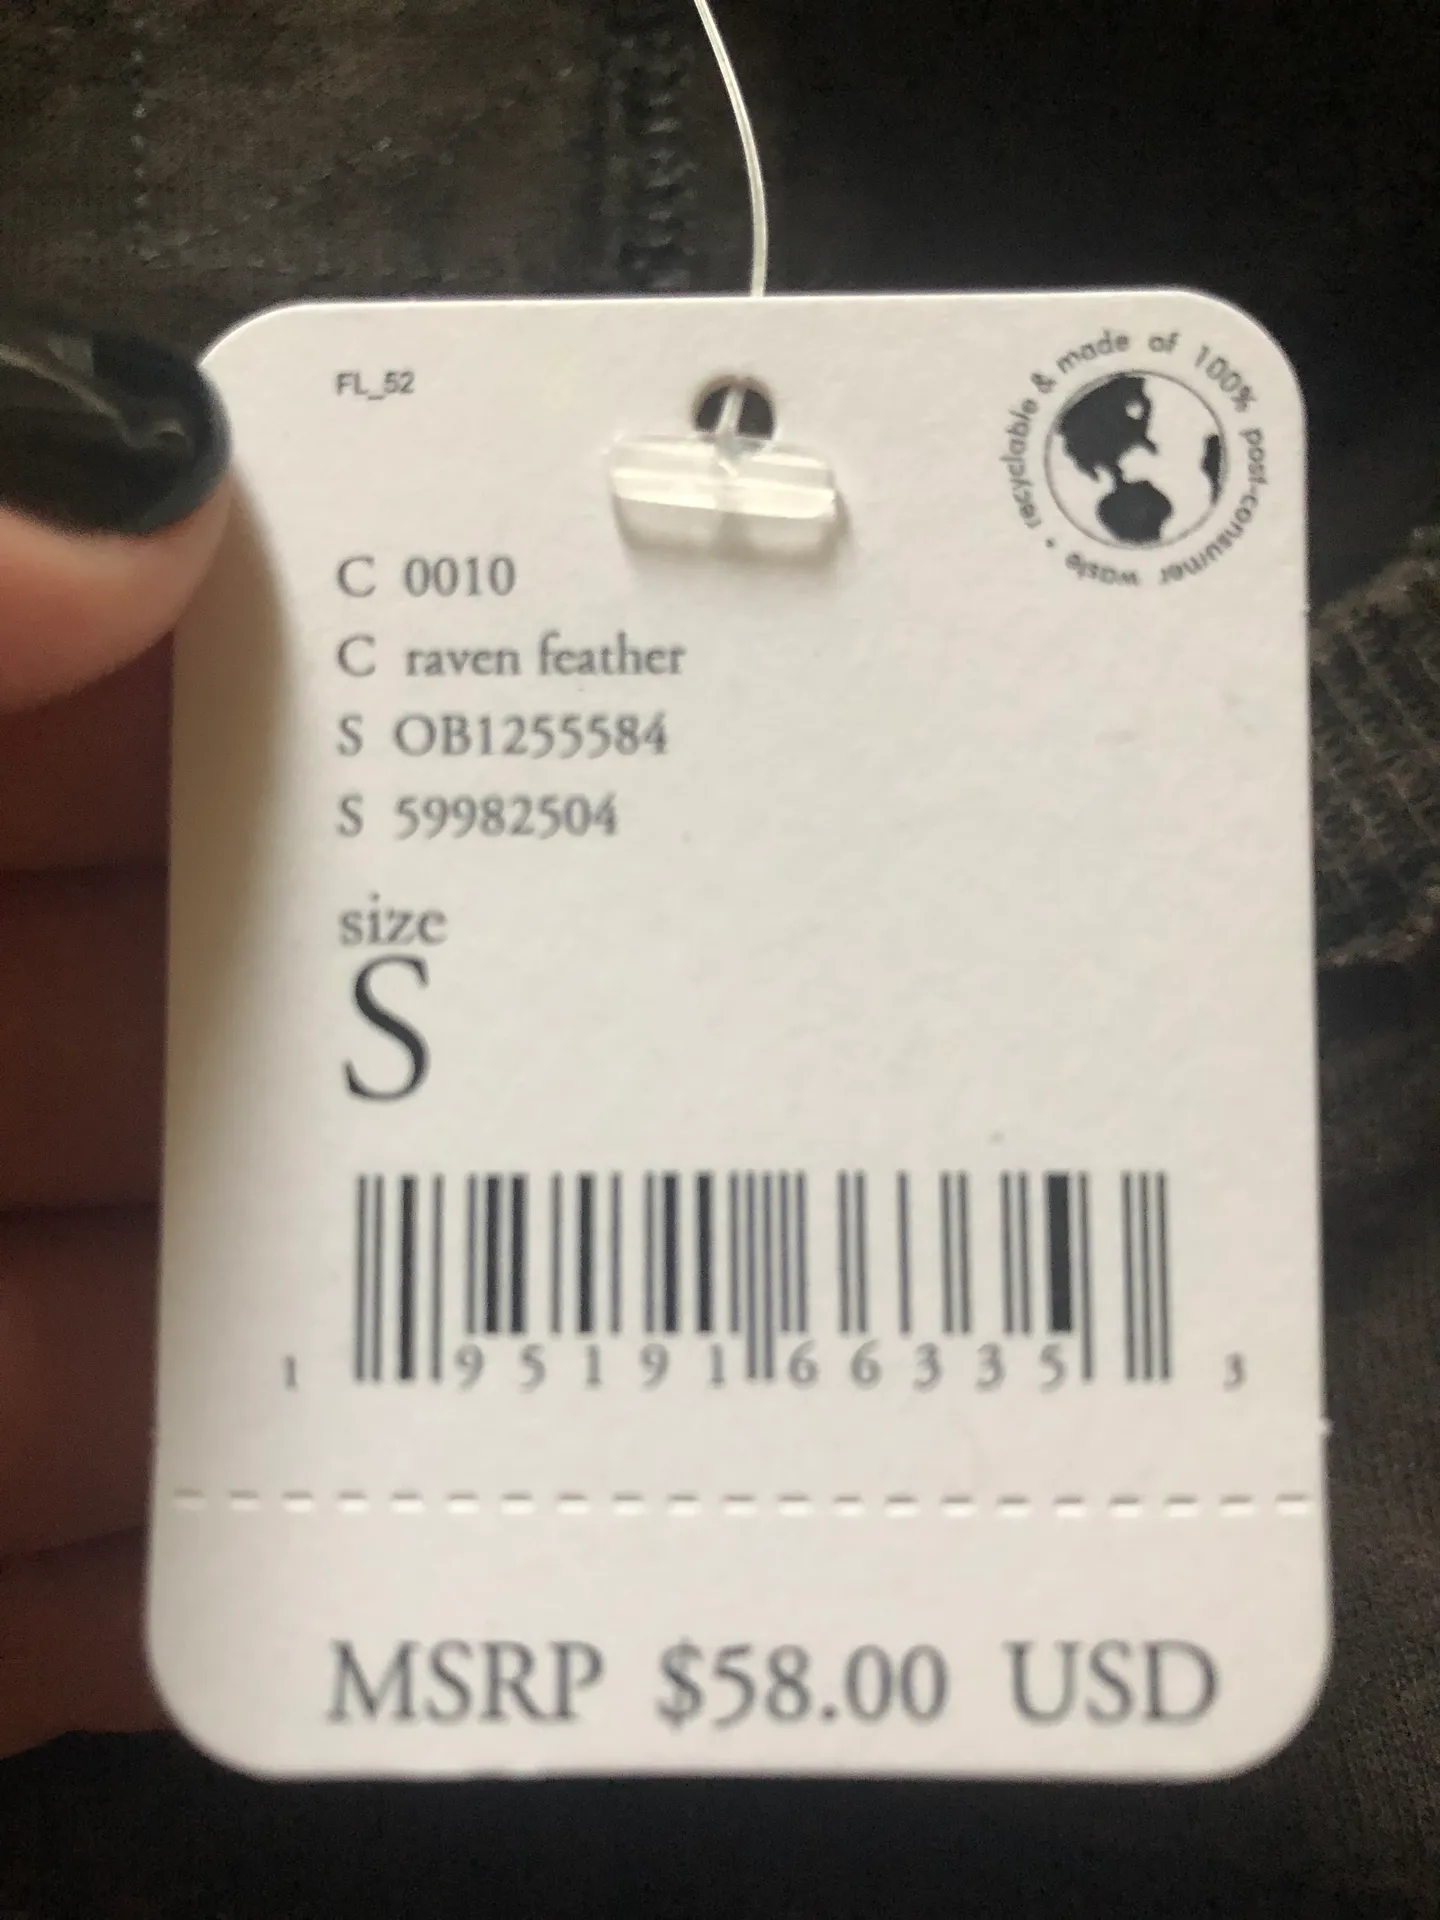 FL_52
recyclable & made of 100% post-consumer waste •
C 0010
C raven feather
S OB1255584
S 59982504
size
S
1 95191 66335 3
MSRP $58.00 USD